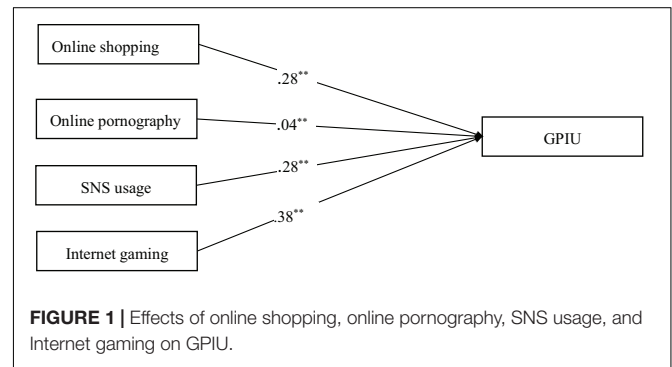 Online shopping
.28**
Online pornography
.04**
GPIU
SNS usage
.28**
Internet gaming
.38**
FIGURE 1 | Effects of online shopping, online pornography, SNS usage, and
Internet gaming on GPIU.